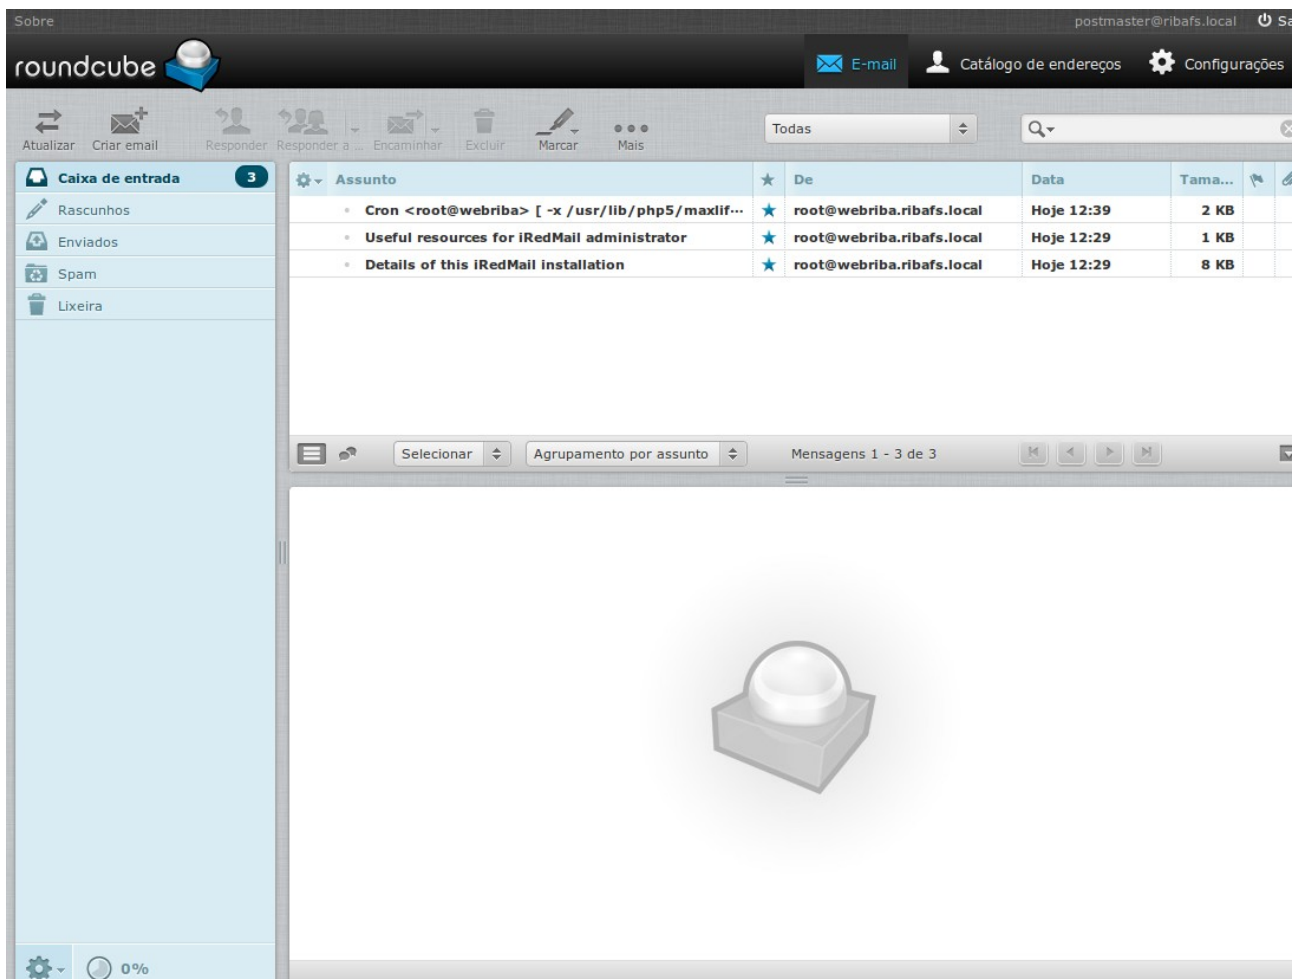 Sobre postmaster@ribafs.local Sa
roundcube E-mail Catálogo de endereços Configurações
Atualizar Criar email Responder Responder a ... Encaminhar Excluir Marcar Mais Todas
Caixa de entrada 3
Rascunhos
Enviados
Spam
Lixeira
Assunto De Data Tama...
Cron <root@webriba> [ -x /usr/lib/php5/maxlif... root@webriba.ribafs.local Hoje 12:39 2 KB
Useful resources for iRedMail administrator root@webriba.ribafs.local Hoje 12:29 1 KB
Details of this iRedMail installation root@webriba.ribafs.local Hoje 12:29 8 KB
Selecionar Agrupamento por assunto Mensagens 1 - 3 de 3
0%